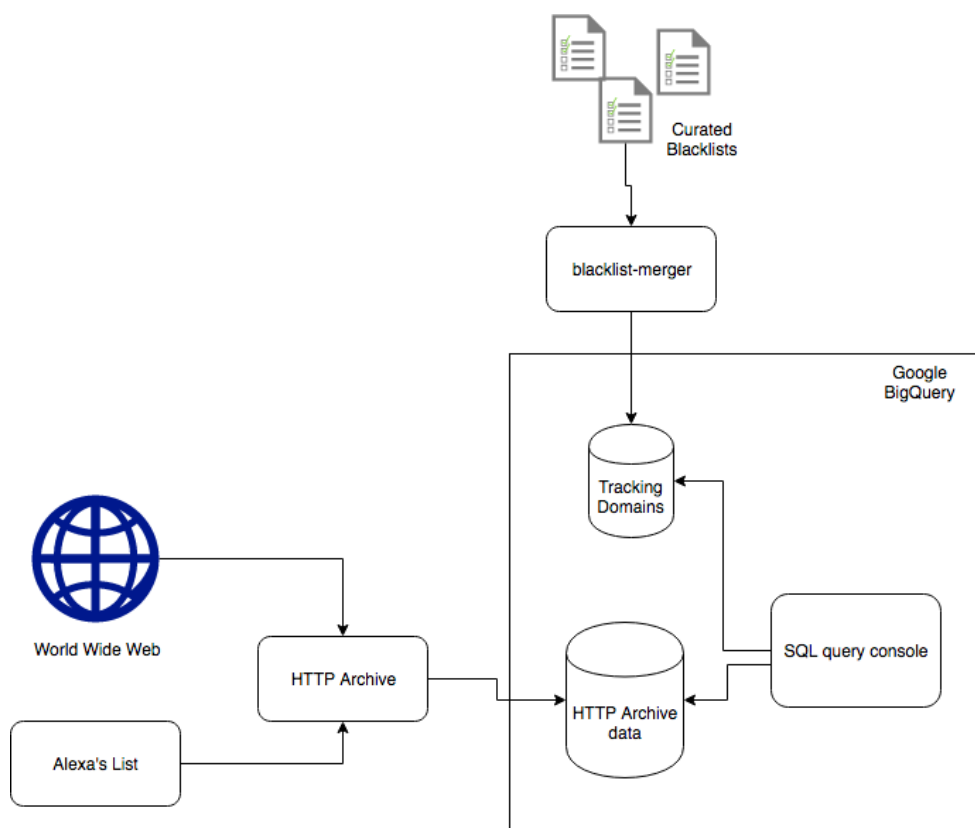 Curated
Blacklists
blacklist-merger
Google
BigQuery
Tracking
Domains
World Wide Web
HTTP Archive
SQL query console
HTTP Archive
data
Alexa's List